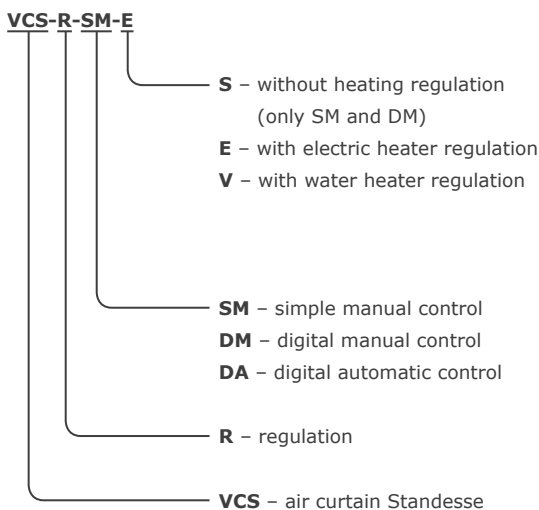 VCS-R-SM-E
S – without heating regulation
(only SM and DM)
E – with electric heater regulation
V – with water heater regulation
SM – simple manual control
DM – digital manual control
DA – digital automatic control
R – regulation
VCS – air curtain Standesse